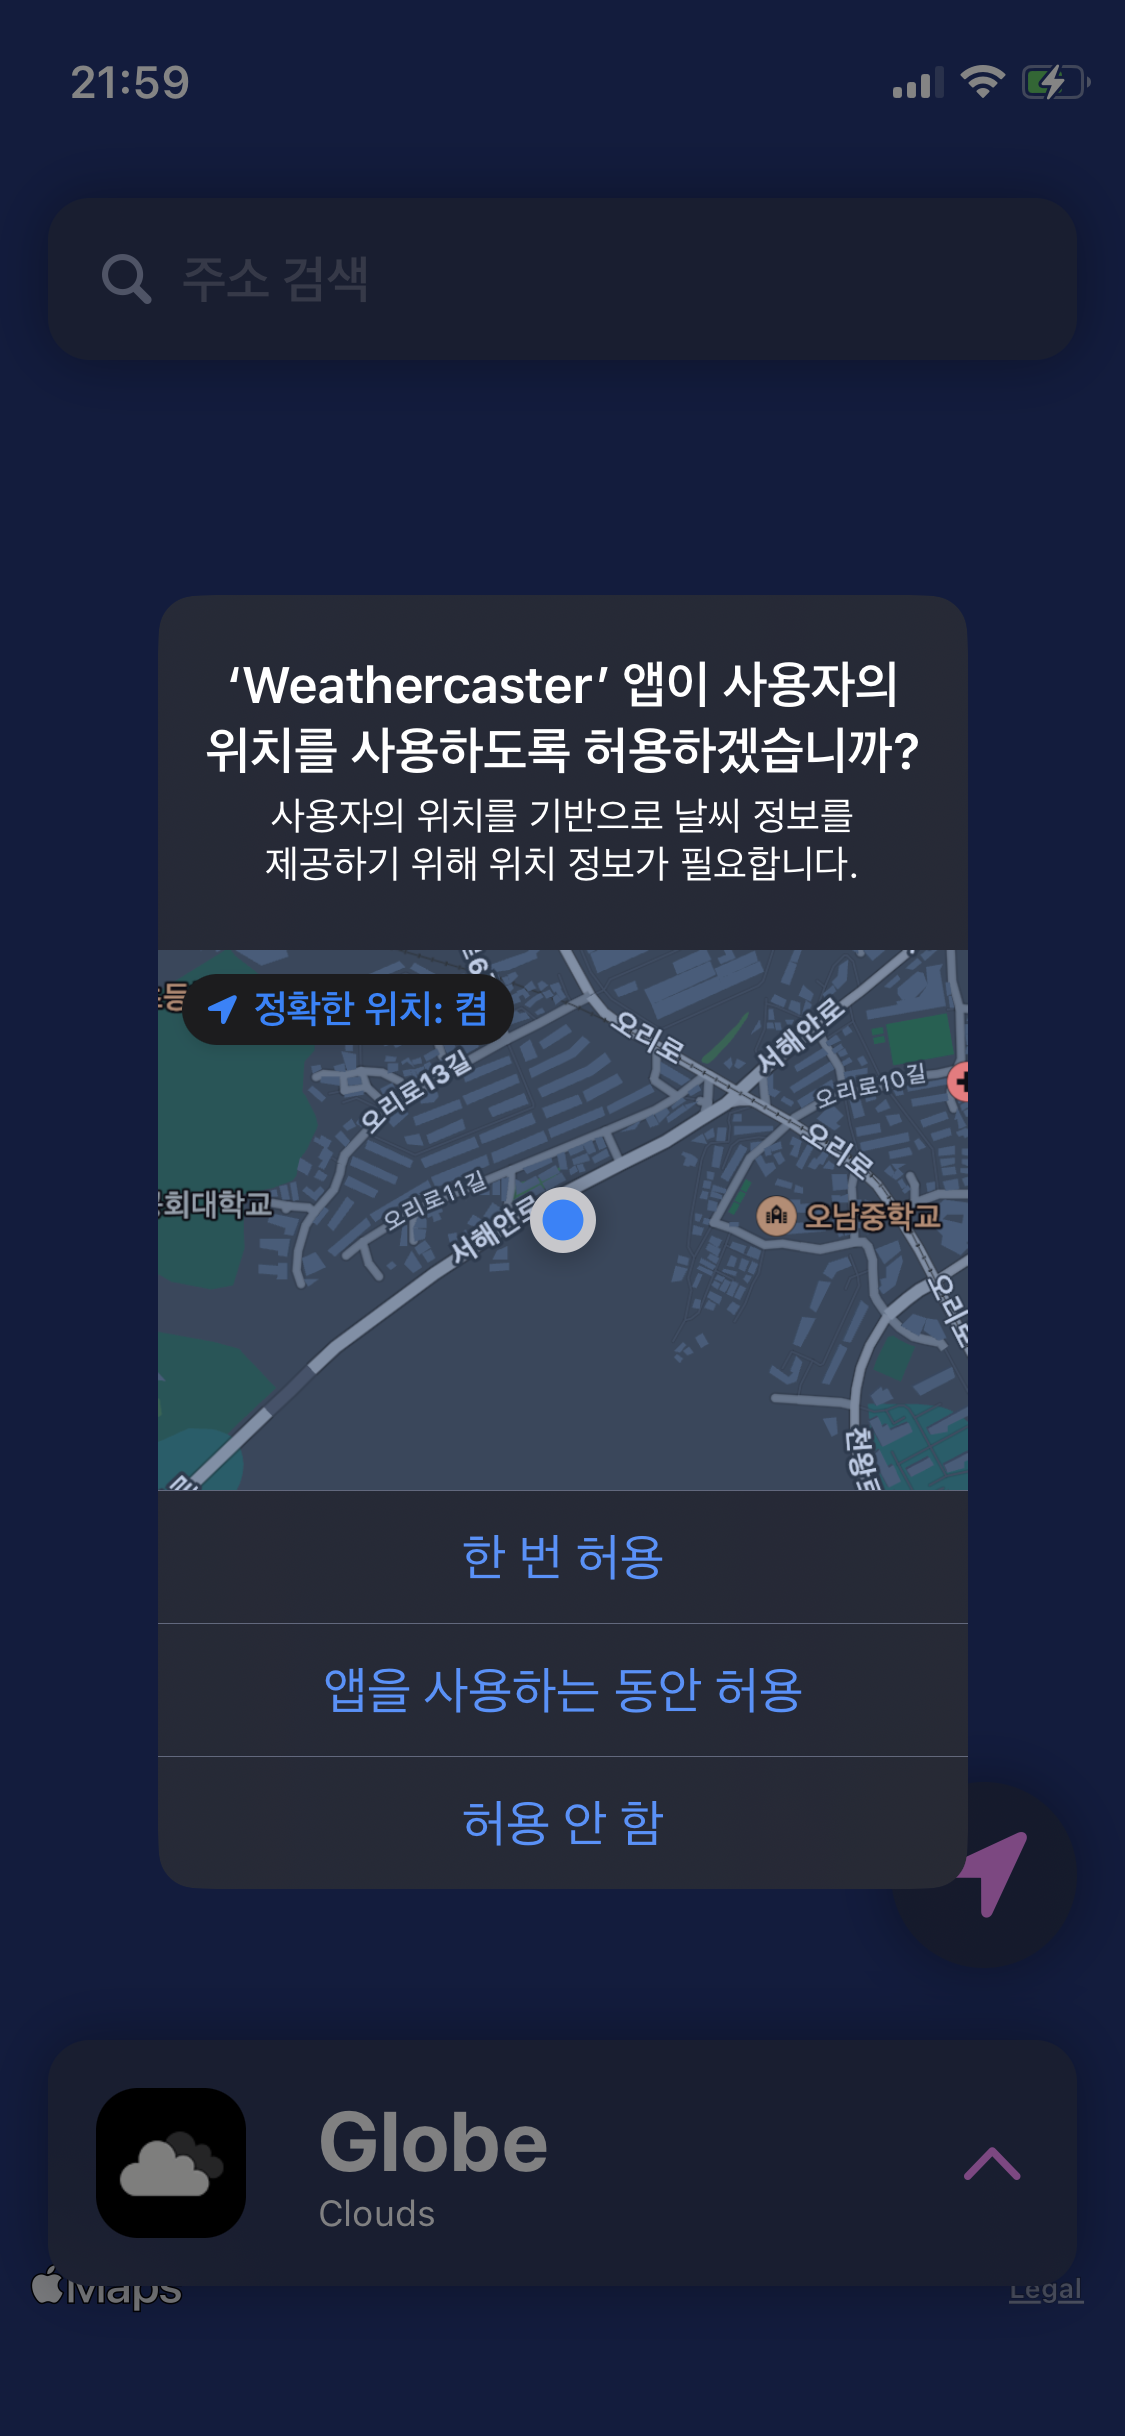 21:59
주소 검색
‘Weathercaster’ 앱이 사용자의
위치를 사용하도록 허용하겠습니까?
사용자의 위치를 기반으로 날씨 정보를
제공하기 위해 위치 정보가 필요합니다.
정확한 위치: 켬
오리로
서해안로
오리로13길
오리로10길
오리로
오리로11길
회대학교
서해안로
오남중학교
오리로
천왕로
한 번 허용
앱을 사용하는 동안 허용
허용 안 함
Globe
Clouds
Maps
Legal